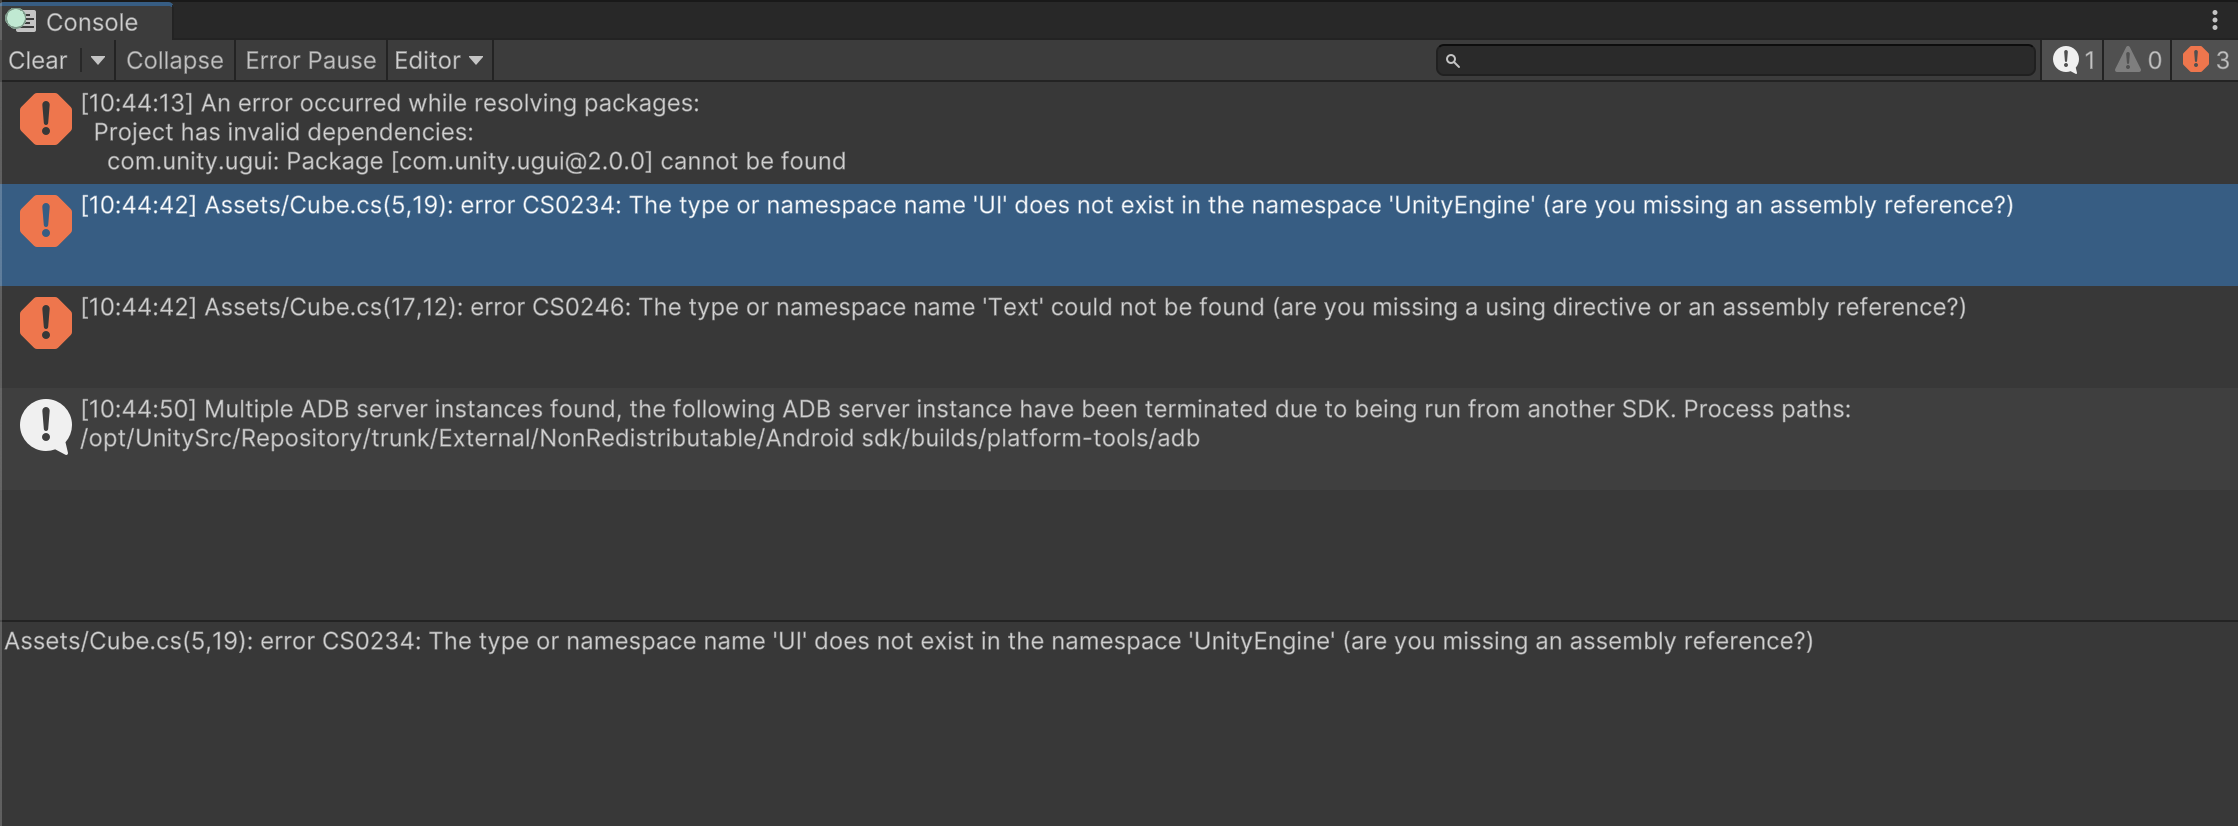 Console
Clear Collapse Error Pause Editor 1 0 3
[10:44:13] An error occurred while resolving packages:
Project has invalid dependencies:
com.unity.ugui: Package [com.unity.ugui@2.0.0] cannot be found
[10:44:42] Assets/Cube.cs(5,19): error CS0234: The type or namespace name 'UI' does not exist in the namespace 'UnityEngine' (are you missing an assembly reference?)
[10:44:42] Assets/Cube.cs(17,12): error CS0246: The type or namespace name 'Text' could not be found (are you missing a using directive or an assembly reference?)
[10:44:50] Multiple ADB server instances found, the following ADB server instance have been terminated due to being run from another SDK. Process paths:
/opt/UnitySrc/Repository/trunk/External/NonRedistributable/Android sdk/builds/platform-tools/adb
Assets/Cube.cs(5,19): error CS0234: The type or namespace name 'UI' does not exist in the namespace 'UnityEngine' (are you missing an assembly reference?)